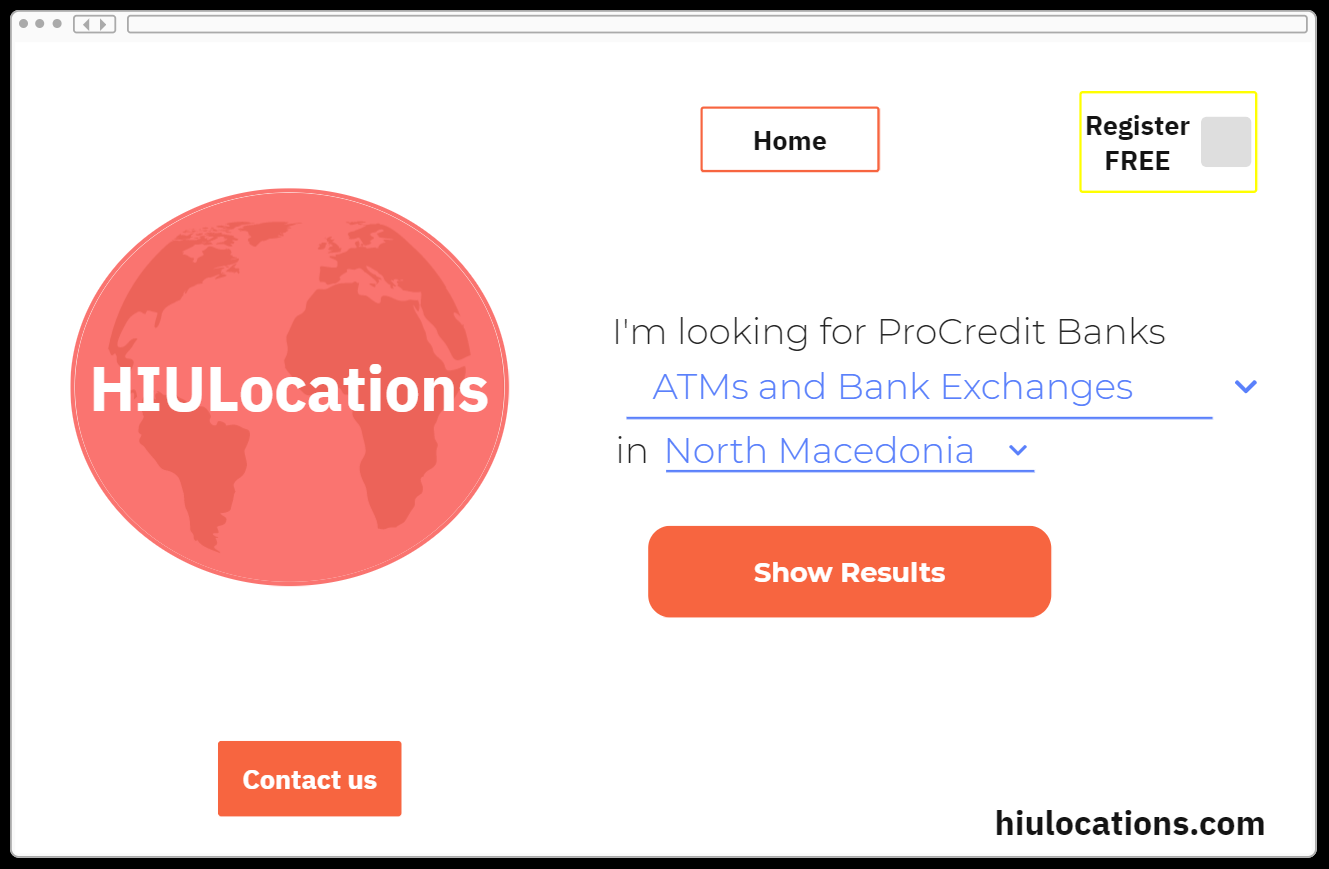 Home
Register
FREE
HIULocations
I'm looking for ProCredit Banks
ATMs and Bank Exchanges
in North Macedonia
Show Results
Contact us
hiulocations.com